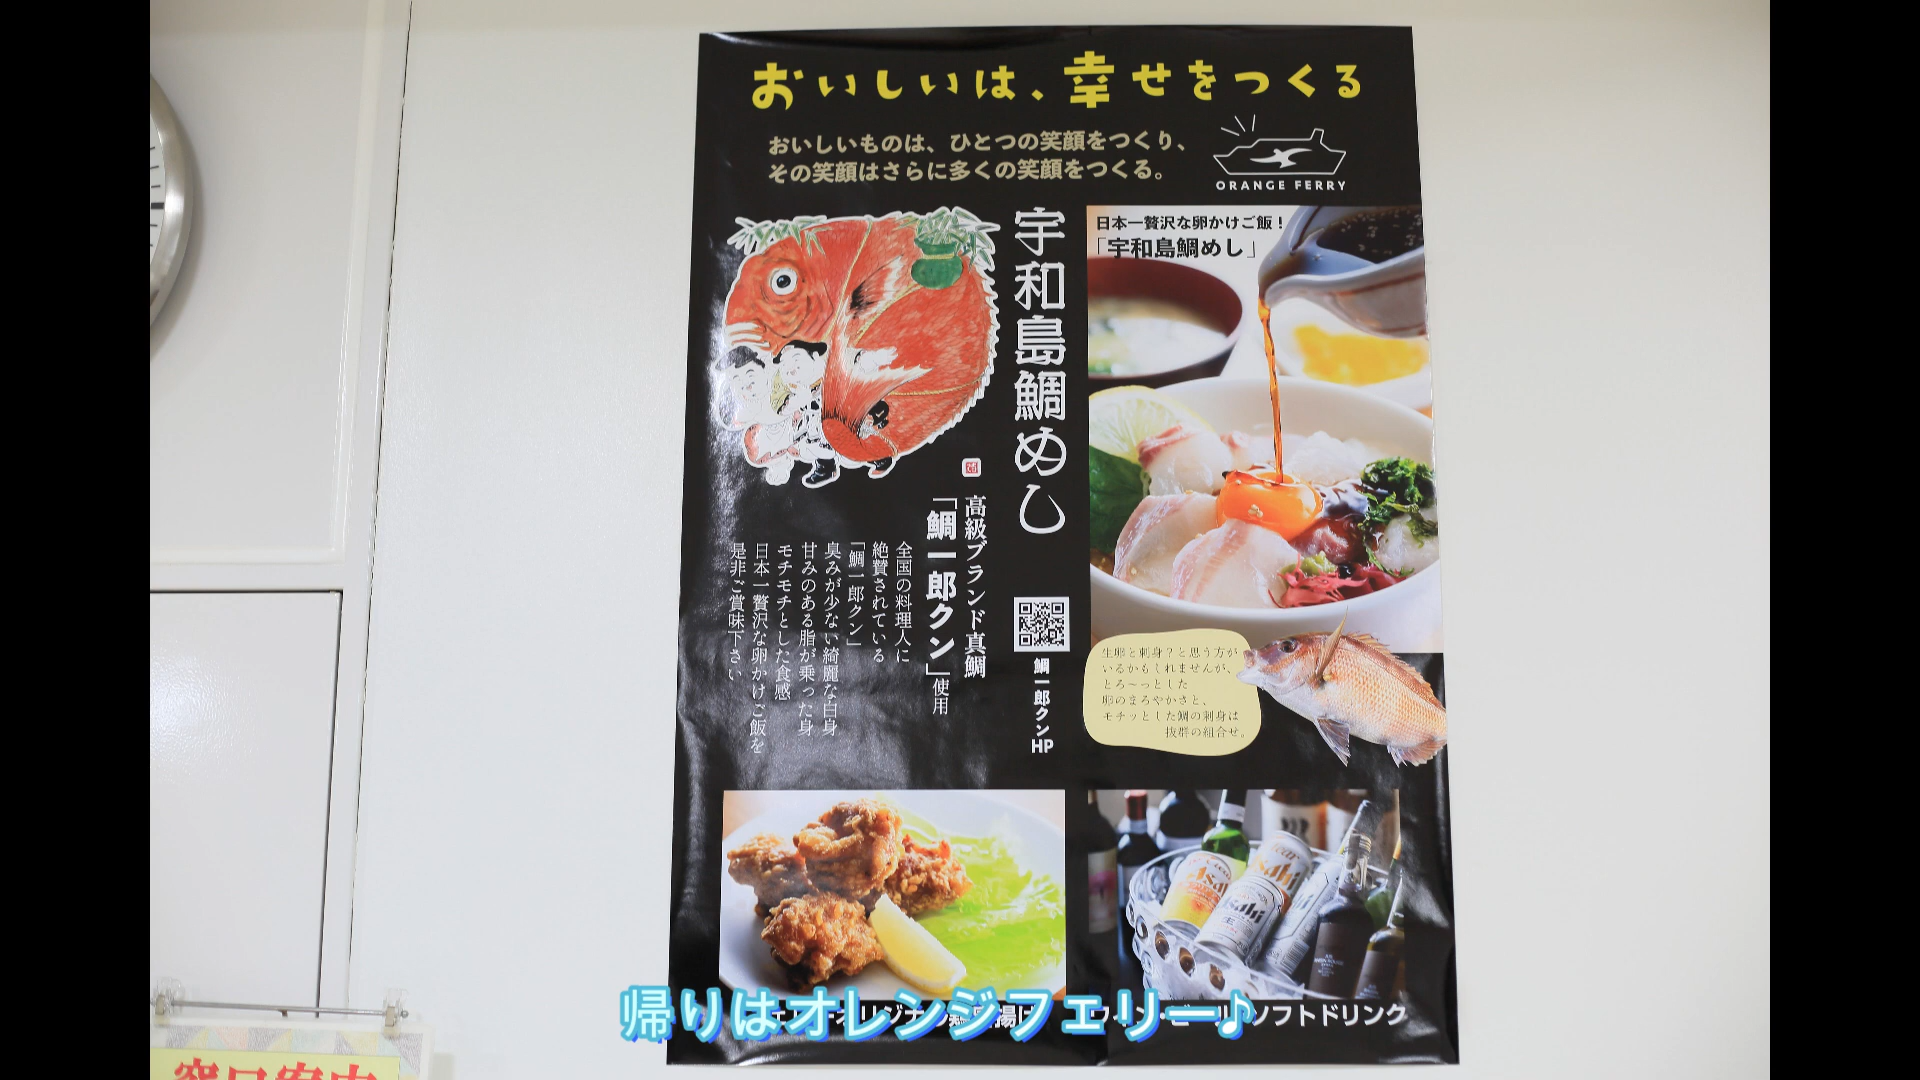 おいしいは、幸せをつくる
おいしいものは、ひとつの笑顔をつくり、
その笑顔はさらに多くの笑顔をつくる。
ORANGE FERRY
日本一贅沢な卵かけご飯！
「宇和島鯛めし」
宇和島鯛めし
高級ブランド真鯛
「鯛一郎クン」使用
全国の料理人に
絶賛されている
「鯛一郎クン」
臭みが少ない綺麗な白身
甘みのある脂が乗った身
モチモチとした食感
日本一贅沢な卵かけご飯を
是非ご賞味下さい
鯛一郎クンHP
生卵と刺身？と思う方が
いるかもしれませんが、
とろ〜っとした
卵のまろやかさと、
モチッとした鯛の刺身は
抜群の組合せ。
Asahi
Asahi
ソフトドリンク
帰りはオレンジフェリー♪
窓口案内